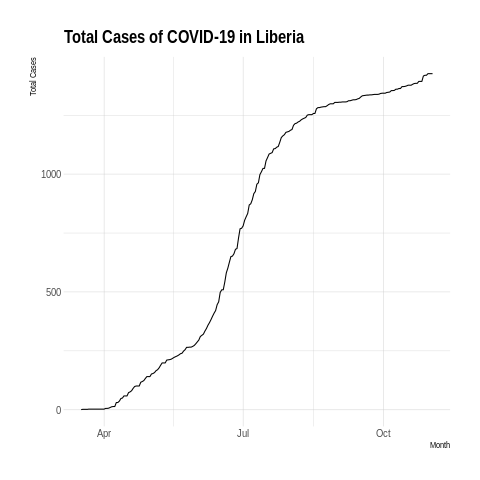 Total Cases of COVID-19 in Liberia
Total Cases
1000
500
0
Apr
Jul
Oct
Month